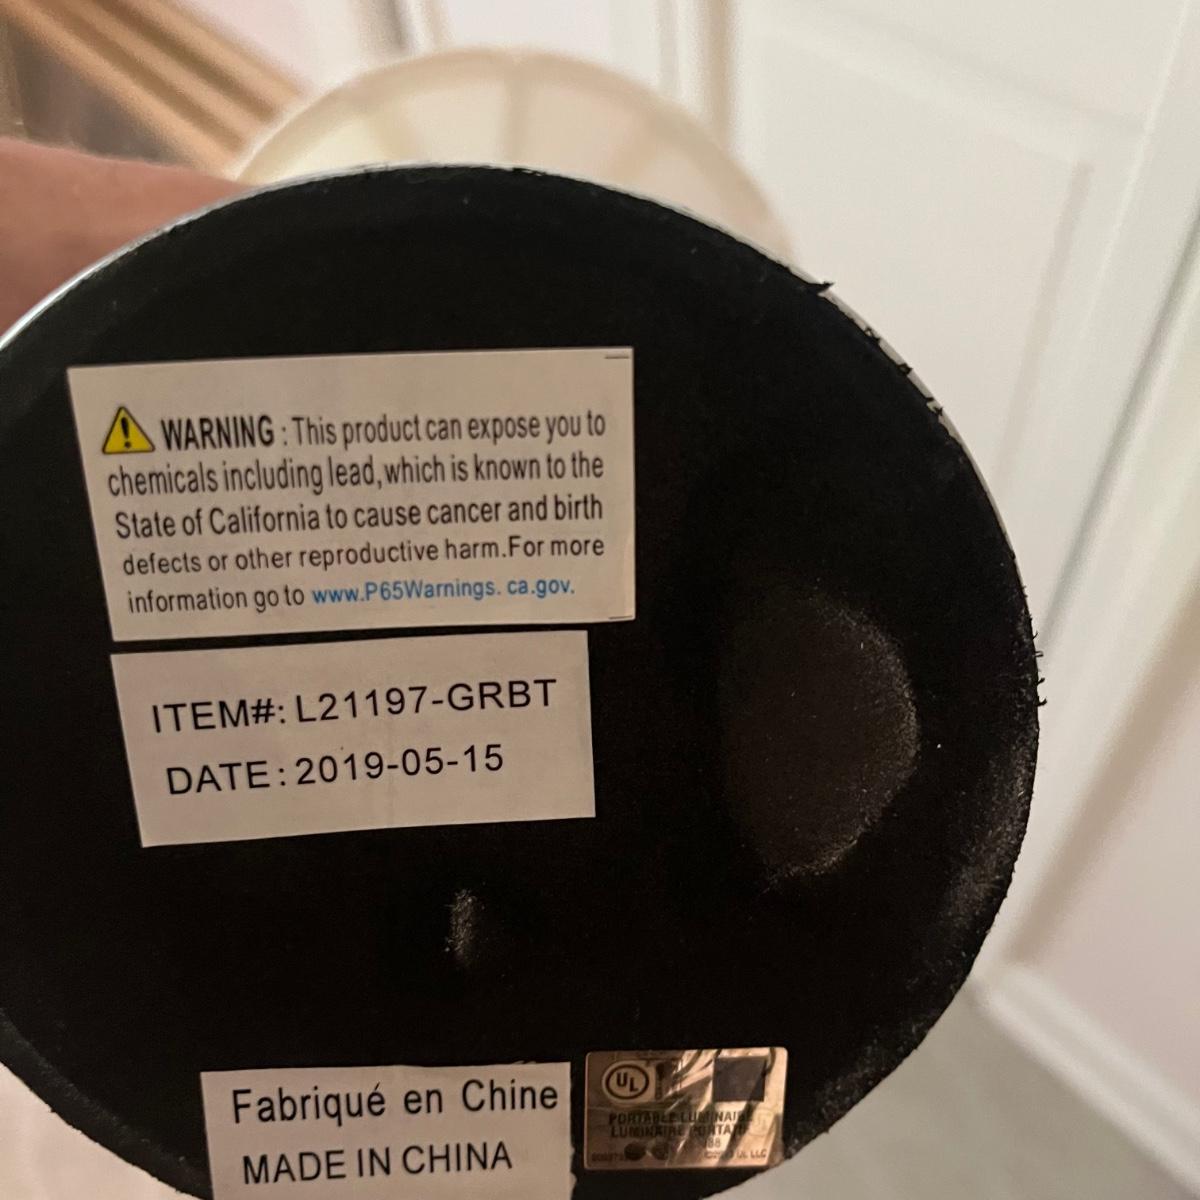 WARNING : This product can expose you to
chemicals including lead, which is known to the
State of California to cause cancer and birth
defects or other reproductive harm.For more
information go to www.P65Warnings. ca.gov.
ITEM#: L21197-GRBT
DATE: 2019-05-15
Fabriqué en Chine
MADE IN CHINA
UL
PORTABLE LUMINAIRE
LUMINAIRE PORTATIF